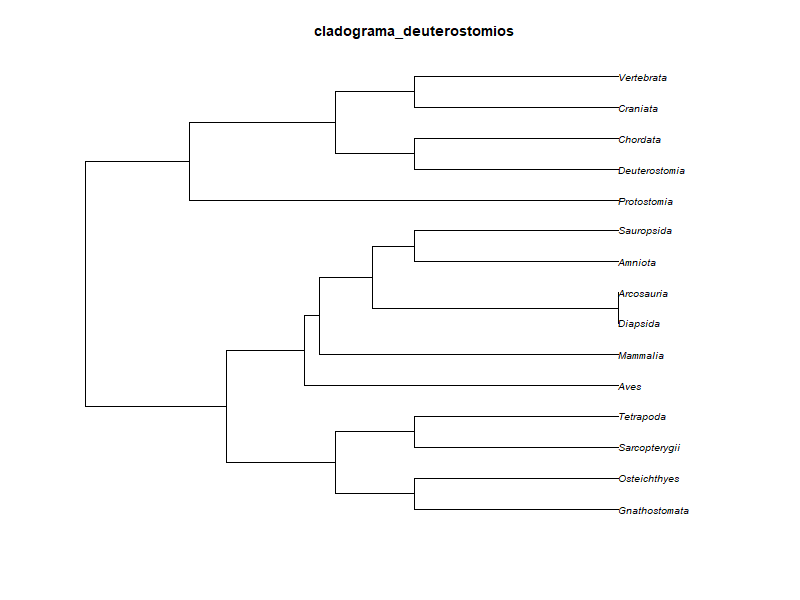 cladograma_deuterostomios
Vertebrata
Craniata
Chordata
Deuterostomia
Protostomia
Sauropsida
Amniota
Arcosauria
Diapsida
Mammalia
Aves
Tetrapoda
Sarcopterygii
Osteichthyes
Gnathostomata